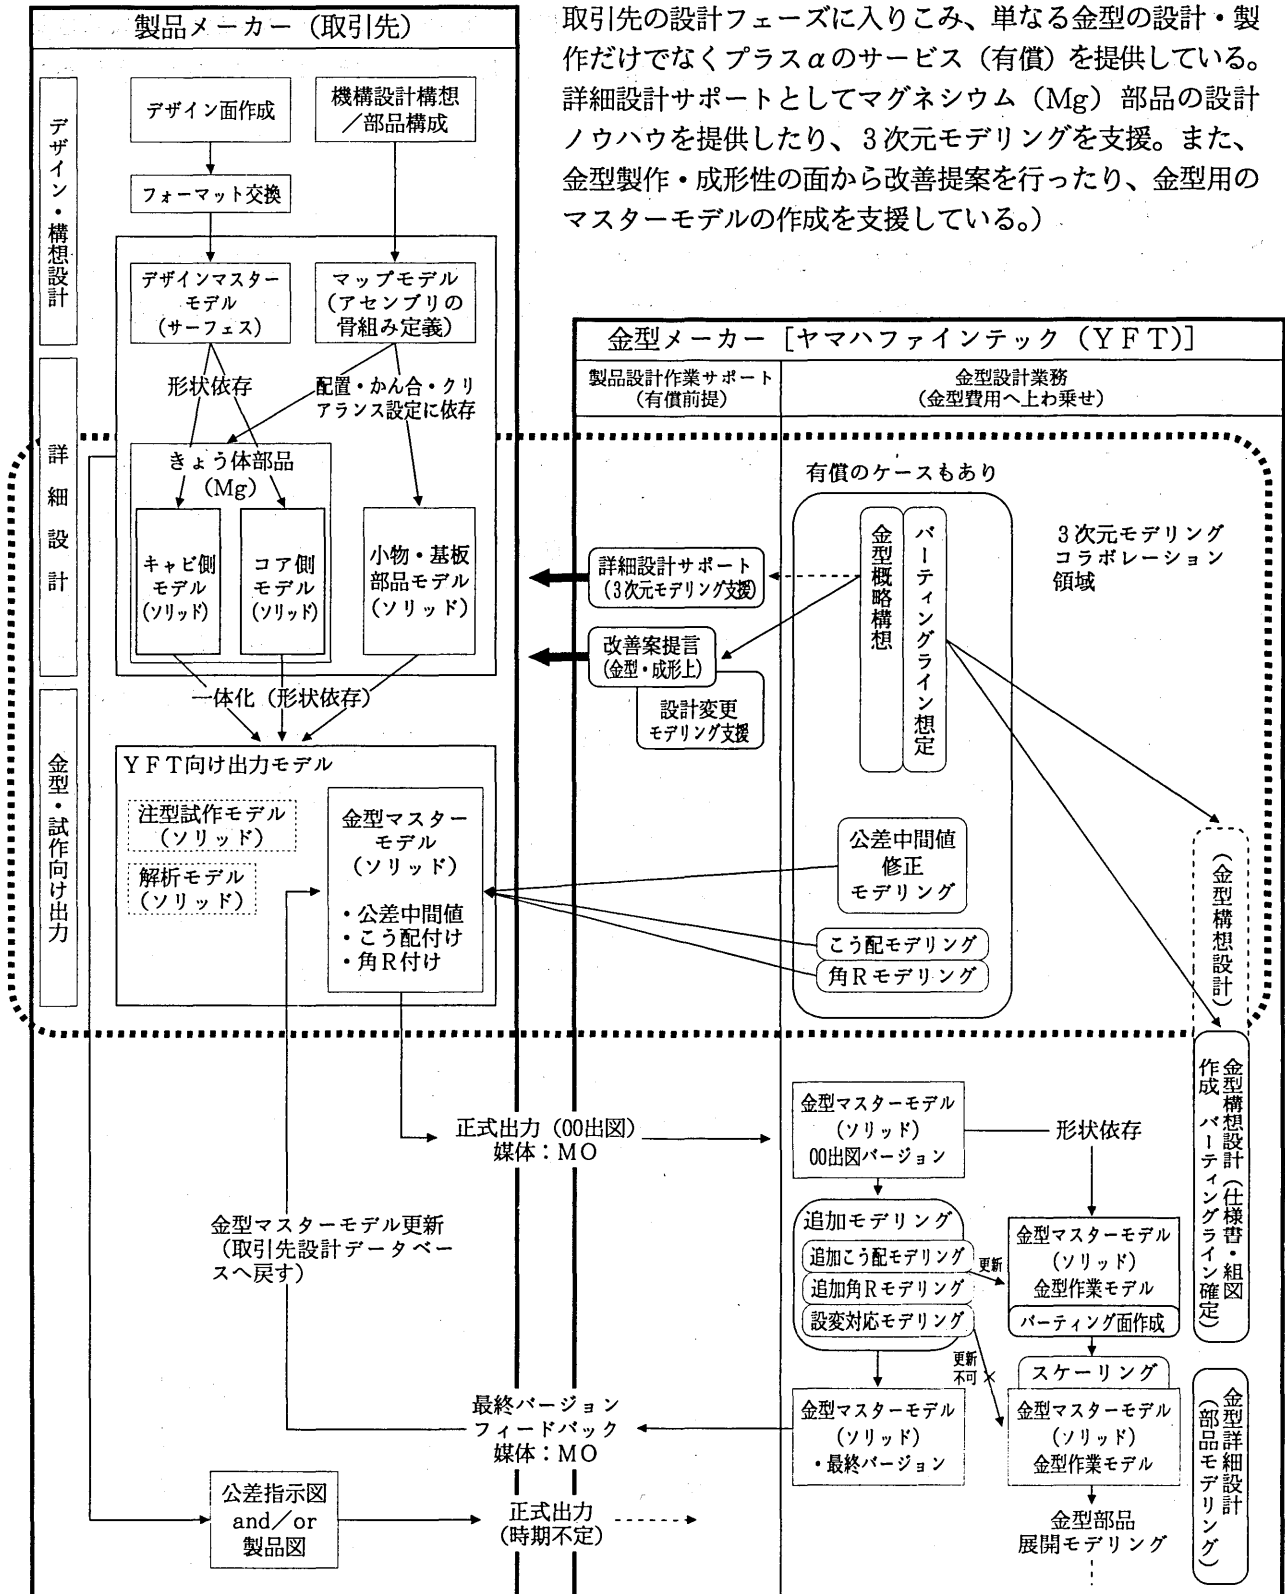 取引先の設計フェーズに入りこみ、単なる金型の設計・製
作だけでなくプラスαのサービス(有償)を提供している。
詳細設計サポートとしてマグネシウム(Mg)部品の設計
ノウハウを提供したり、3次元モデリングを支援。また、
金型製作・成形性の面から改善提案を行ったり、金型用の
マスターモデルの作成を支援している。)
製品メーカー(取引先)
デザイン・構想設計
デザイン面作成
機構設計構想
/部品構成
フォーマット交換
デザインマスター
モデル
(サーフェス)
マップモデル
(アセンブリの
骨組み定義)
形状依存
配置・かん合・クリ
アランス設定に依存
詳細設計
きょう体部品
(Mg)
キャビ側
モデル
(ソリッド)
コア側
モデル
(ソリッド)
小物・基板
部品モデル
(ソリッド)
一体化(形状依存)
金型・試作向け出力
YFT向け出力モデル
注型試作モデル
(ソリッド)
解析モデル
(ソリッド)
金型マスター
モデル
(ソリッド)
・公差中間値
・こう配付け
・角R付け
金型メーカー[ヤマハファインテック(YFT)]
製品設計作業サポート
(有償前提)
金型設計業務
(金型費用へ上わ乗せ)
有償のケースもあり
金型概略構想
パーティングライン想定
3次元モデリング
コラボレーション
領域
詳細設計サポート
(3次元モデリング支援)
改善案提言
(金型・成形上)
設計変更
モデリング支援
公差中間値
修正
モデリング
こう配モデリング
角Rモデリング
(金型構想設計)
金型構想設計(仕様書・組図
作成 パーティングライン確定)
正式出力(00出図)
媒体:MO
金型マスターモデル
(ソリッド)
00出図バージョン
形状依存
金型マスターモデル更新
(取引先設計データベー
スへ戻す)
追加モデリング
追加こう配モデリング
追加角Rモデリング
設変対応モデリング
更新
金型マスターモデル
(ソリッド)
金型作業モデル
パーティング面作成
更新
不可×
スケーリング
最終バージョン
フィードバック
媒体:MO
金型マスターモデル
(ソリッド)
・最終バージョン
金型マスターモデル
(ソリッド)
金型作業モデル
金型詳細設計
(部品モデリング)
公差指示図
and/or
製品図
正式出力
(時期不定)
金型部品
展開モデリング